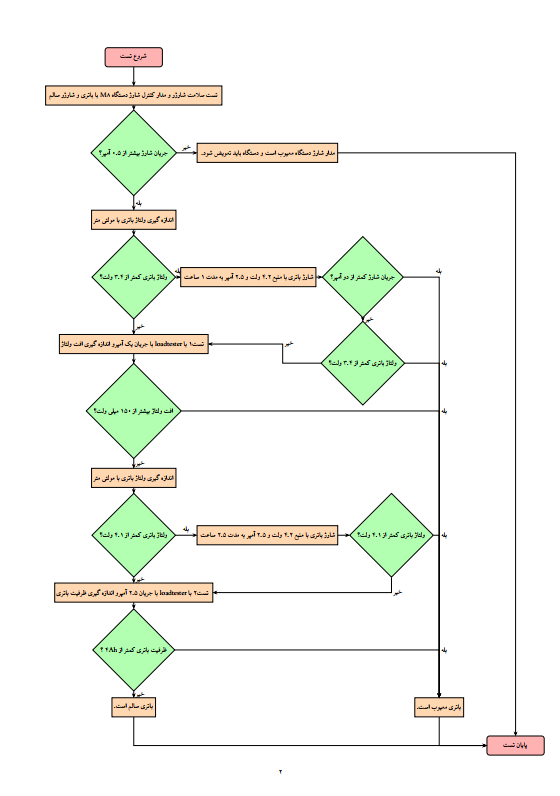 شروع تست
تست سلامت شارژر و مدار کنترل شارژ دستگاه M۸ با باتری و شارژر سالم
جریان شارژ بیشتر از ۰.۵ آمپر؟
خیر
مدار شارژ دستگاه معیوب است و دستگاه باید تعویض شود.
بله
اندازه گیری ولتاژ باتری با مولتی متر
ولتاژ باتری کمتر از ۳.۴ ولت؟
بله
شارژ باتری با منبع ۴.۲ ولت و ۲.۵ آمپر به مدت ۱ ساعت
جریان شارژ کمتر از دو آمپر؟
بله
خیر
خیر
تست۱ با loadtester با جریان یک آمپر و اندازه گیری افت ولتاژ
خیر
ولتاژ باتری کمتر از ۳.۴ ولت؟
بله
افت ولتاژ بیشتر از ۱۵۰ میلی ولت؟
بله
خیر
اندازه گیری ولتاژ باتری با مولتی متر
ولتاژ باتری کمتر از ۴.۱ ولت؟
بله
شارژ باتری با منبع ۴.۲ ولت و ۲.۵ آمپر به مدت ۲.۵ ساعت
ولتاژ باتری کمتر از ۴.۱ ولت؟
بله
خیر
خیر
تست۲ با loadtester با جریان ۲.۵ آمپر و اندازه گیری ظرفیت باتری
ظرفیت باتری کمتر از ۴Ah ؟
بله
خیر
باتری سالم است.
باتری معیوب است.
پایان تست
۲